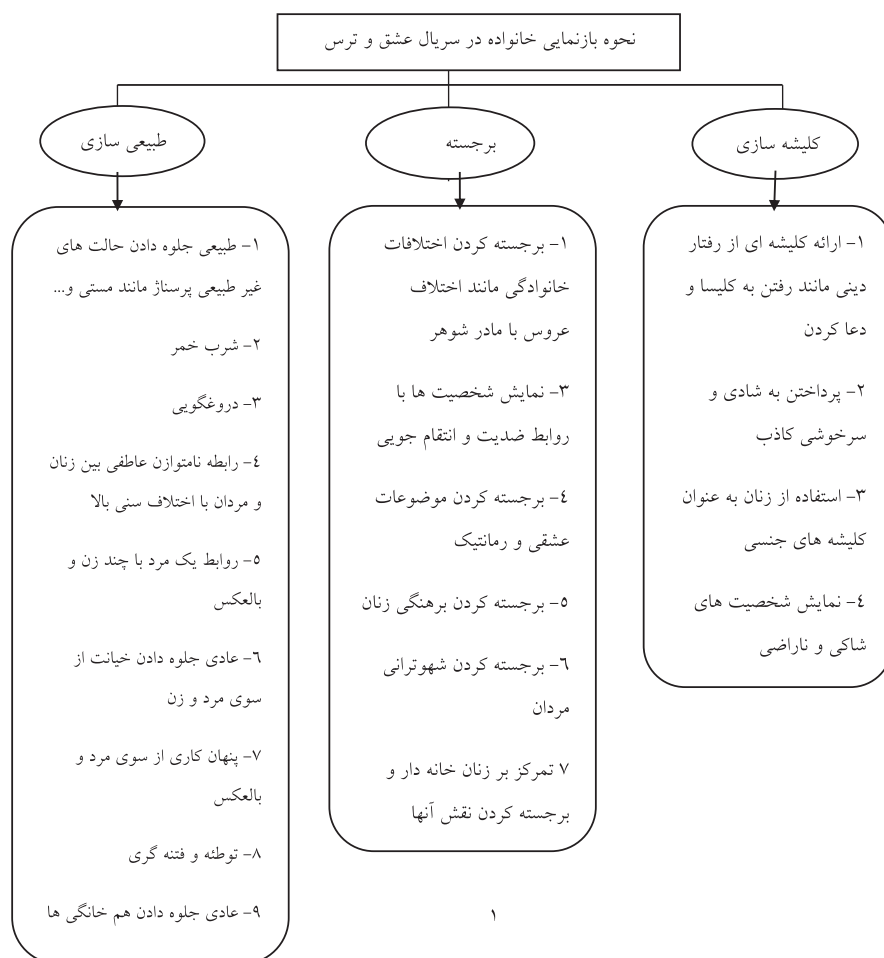 نحوه بازنمایی خانواده در سریال عشق و ترس
کلیشه سازی
برجسته
طبیعی سازی
۱- ارائه کلیشه ای از رفتار
دینی مانند رفتن به کلیسا و
دعا کردن
۲- پرداختن به شادی و
سرخوشی کاذب
۳- استفاده از زنان به عنوان
کلیشه های جنسی
٤- نمایش شخصیت های
شاکی و ناراضی
۱- برجسته کردن اختلافات
خانوادگی مانند اختلاف
عروس با مادر شوهر
۳- نمایش شخصیت ها با
روابط ضدیت و انتقام جویی
٤- برجسته کردن موضوعات
عشقی و رمانتیک
٥- برجسته کردن برهنگی زنان
٦- برجسته کردن شهوترانی
مردان
۷ تمرکز بر زنان خانه دار و
برجسته کردن نقش آنها
۱- طبیعی جلوه دادن حالت های
غیر طبیعی پرسناژ مانند مستی و...
۲- شرب خمر
۳- دروغگویی
٤- رابطه نامتوازن عاطفی بین زنان
و مردان با اختلاف سنی بالا
٥- روابط یک مرد با چند زن و
بالعکس
٦- عادی جلوه دادن خیانت از
سوی مرد و زن
۷- پنهان کاری از سوی مرد و
بالعکس
۸- توطئه و فتنه گری
۹- عادی جلوه دادن هم خانگی ها
۱